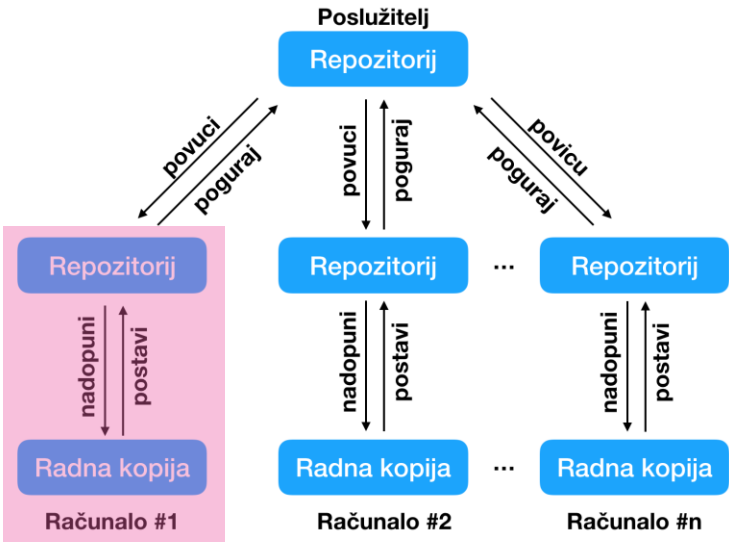 Poslužitelj
Repozitorij
povuci
poguraj
povuci
poguraj
povicu
poguraj
Repozitorij
Repozitorij
...
Repozitorij
nadopuni
postavi
nadopuni
postavi
nadopuni
postavi
Radna kopija
Radna kopija
...
Radna kopija
Računalo #1
Računalo #2
Računalo #n